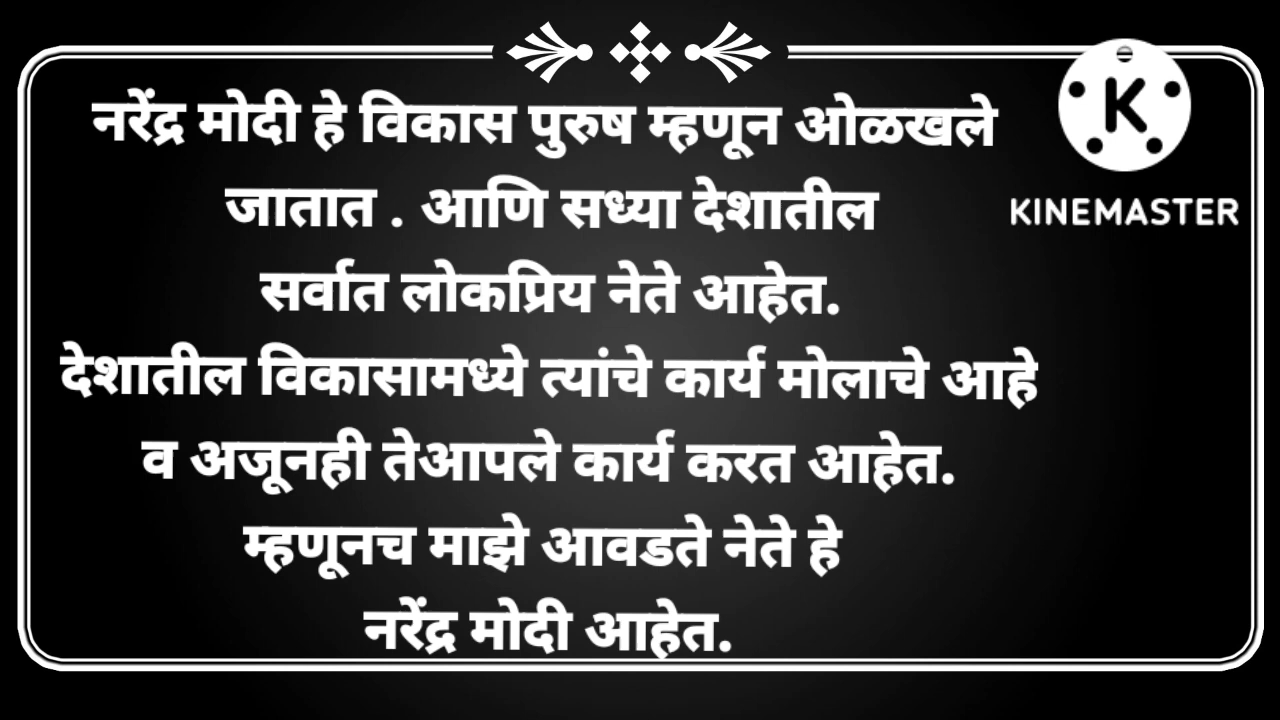 नरेंद्र मोदी हे विकास पुरुष म्हणून ओळखले
जातात . आणि सध्या देशातील
सर्वात लोकप्रिय नेते आहेत.
देशातील विकासामध्ये त्यांचे कार्य मोलाचे आहे
व अजूनही तेआपले कार्य करत आहेत.
म्हणूनच माझे आवडते नेते हे
नरेंद्र मोदी आहेत.
K
KINEMASTER